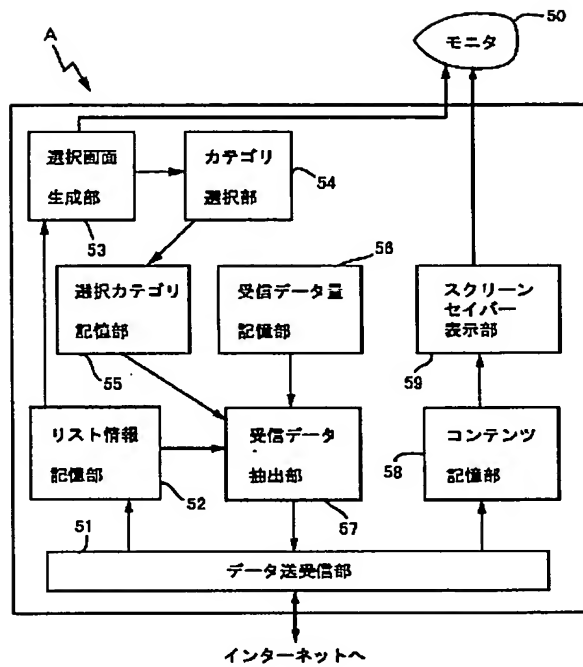 50
モニタ
A
選択画面
生成部
53
カテゴリ
選択部
54
選択カテゴリ
記憶部
55
56
受信データ量
記憶部
スクリーン
セイバー
表示部
59
リスト情報
記憶部
52
受信データ
抽出部
57
58
コンテンツ
記憶部
51
データ送受信部
インターネットへ